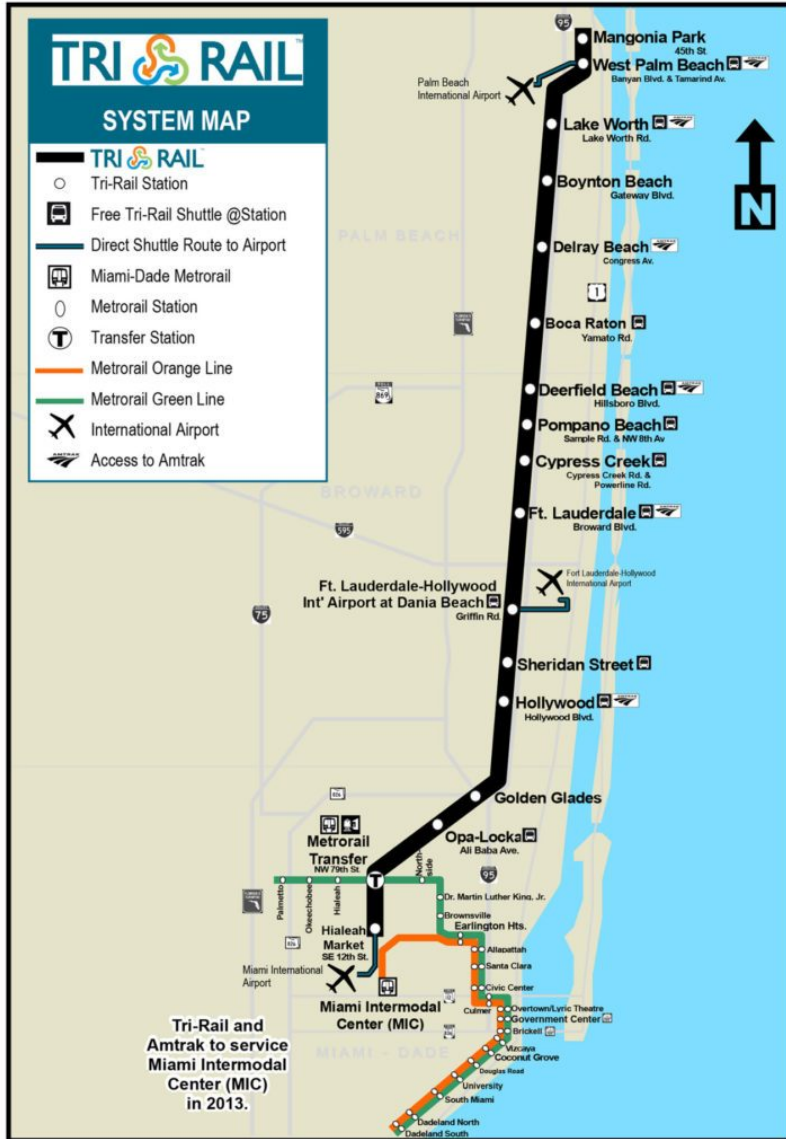 TRI RAIL™
SYSTEM MAP
TRI RAIL™
Tri-Rail Station
Free Tri-Rail Shuttle @Station
Direct Shuttle Route to Airport
Miami-Dade Metrorail
Metrorail Station
T Transfer Station
Metrorail Orange Line
Metrorail Green Line
International Airport
AMTRAK Access to Amtrak
95
Mangonia Park
45th St.
West Palm Beach
Banyan Blvd. & Tamarind Av.
Palm Beach
International Airport
Lake Worth
Lake Worth Rd.
N
Boynton Beach
Gateway Blvd.
PALM BEACH
Delray Beach
Congress Av.
1
Boca Raton
Yamato Rd.
869
Deerfield Beach
Hillsboro Blvd.
Pompano Beach
Sample Rd. & NW 8th Av
Cypress Creek
Cypress Creek Rd. &
Powerline Rd.
BROWARD
Ft. Lauderdale
Broward Blvd.
595
Fort Lauderdale-Hollywood
International Airport
Ft. Lauderdale-Hollywood
Int' Airport at Dania Beach
Griffin Rd.
75
Sheridan Street
Hollywood
Hollywood Blvd.
826
Golden Glades
Opa-Locka
Ali Baba Ave.
Metrorail
Transfer
NW 79th St.
T
95
North-
side
Palmetto
Okeechobee
Hialeah
Dr. Martin Luther King, Jr.
Brownsville
Earlington Hts.
826
Hialeah
Market
SE 12th St.
Allapattah
Santa Clara
Miami International
Airport
Civic Center
Miami Intermodal
Center (MIC)
Culmer
Overtown/Lyric Theatre
Government Center
Brickell
Tri-Rail and
Amtrak to service
Miami Intermodal
Center (MIC)
in 2013.
MIAMI - DADE
Vizcaya
Coconut Grove
Douglas Road
University
South Miami
Dadeland North
Dadeland South